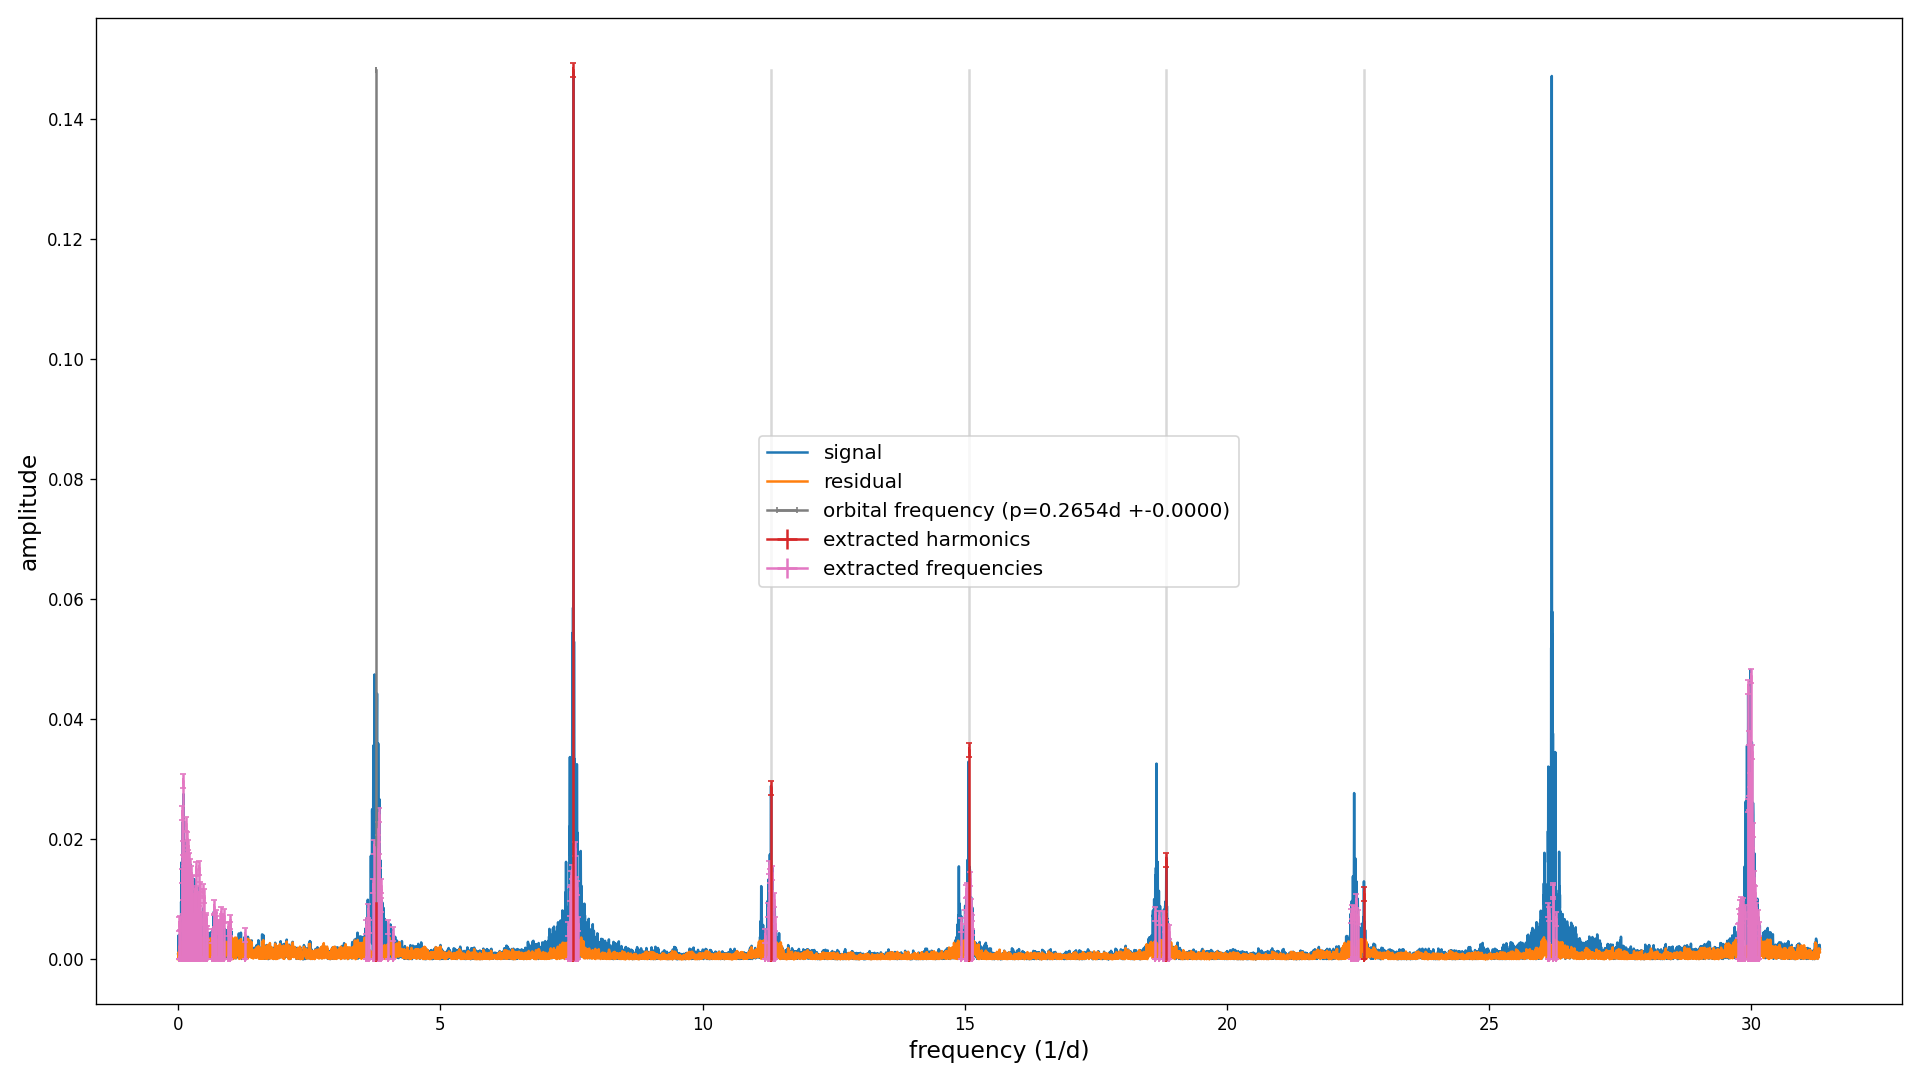 0.14
0.12
0.10
0.08
0.06
0.04
0.02
0.00
amplitude
signal
residual
orbital frequency (p=0.2654d +-0.0000)
extracted harmonics
extracted frequencies
0 5 10 15 20 25 30
frequency (1/d)